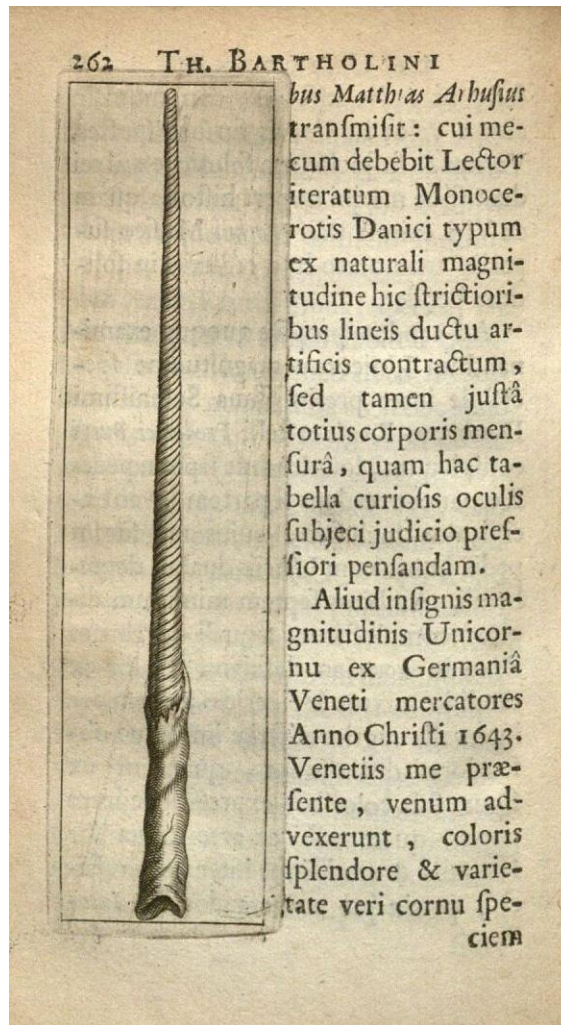 262 TH. BARTHOLINI
bus Matthias Arhuſius
tranſmiſit: cui me-
cum debebit Lector
iteratum Monoce-
rotis Danici typum
ex naturali magni-
tudine hic ſtrictiori-
bus lineis ductu ar-
tificis contractum,
ſed tamen juſtâ
totius corporis men-
ſurâ, quam hac ta-
bella curioſis oculis
ſubjeci judicio preſ-
ſiori penſandam.
Aliud inſignis ma-
gnitudinis Unicor-
nu ex Germaniâ
Veneti mercatores
Anno Chriſti 1643.
Venetiis me præ-
ſente, venum ad-
vexerunt, coloris
ſplendore & varie-
tate veri cornu ſpe-
ciem